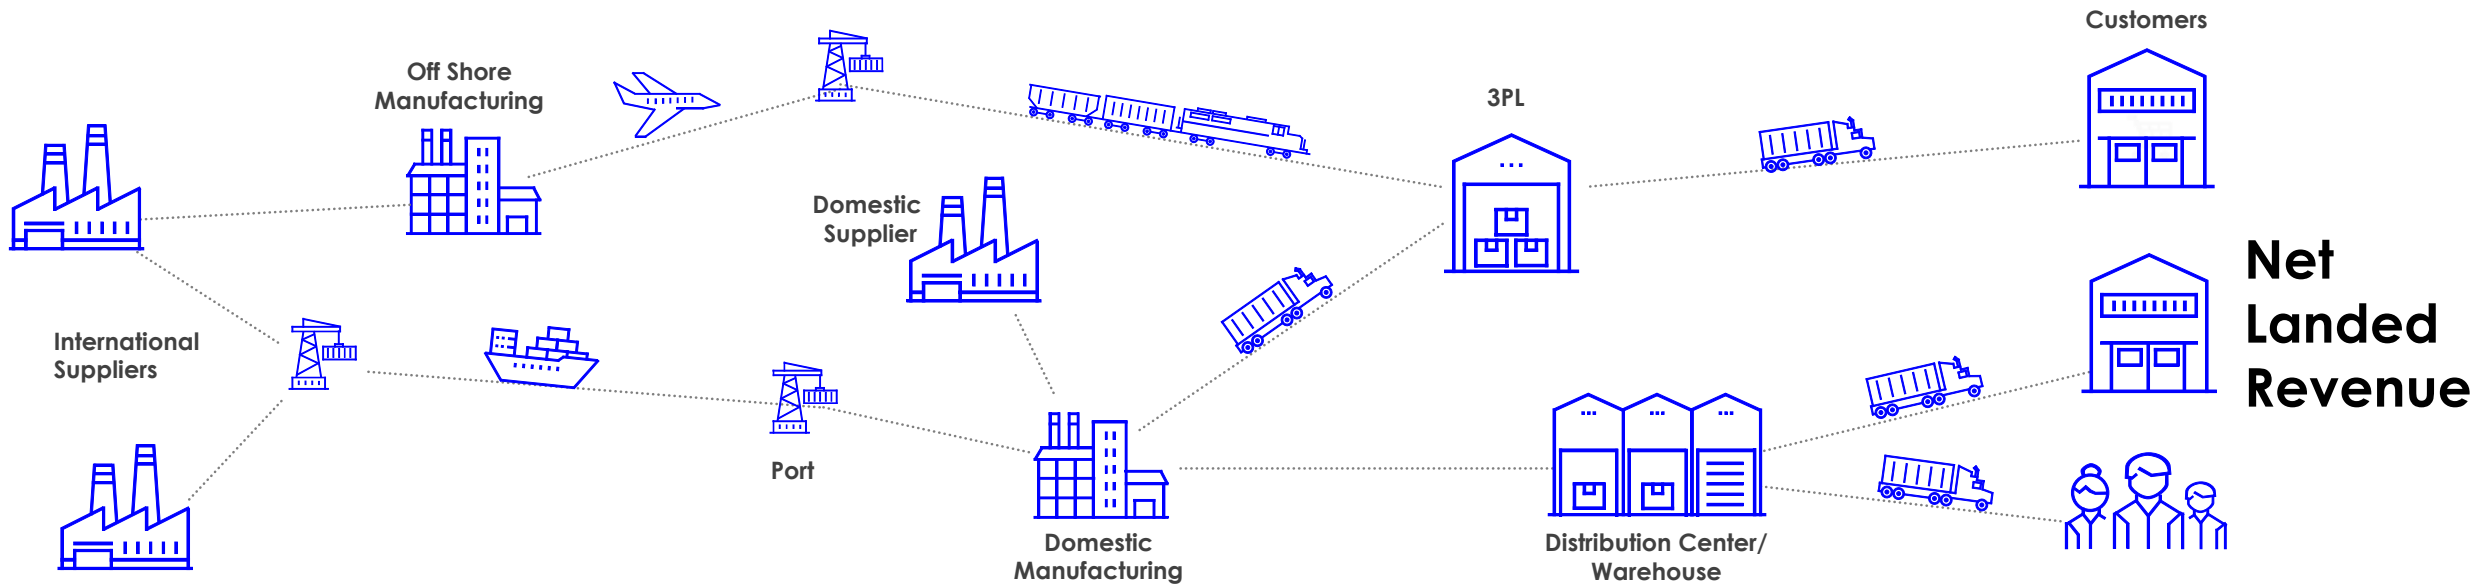 Customers
Off Shore
Manufacturing
3PL
Domestic
Supplier
Net
Landed
Revenue
International
Suppliers
Port
Domestic
Manufacturing
Distribution Center/
Warehouse